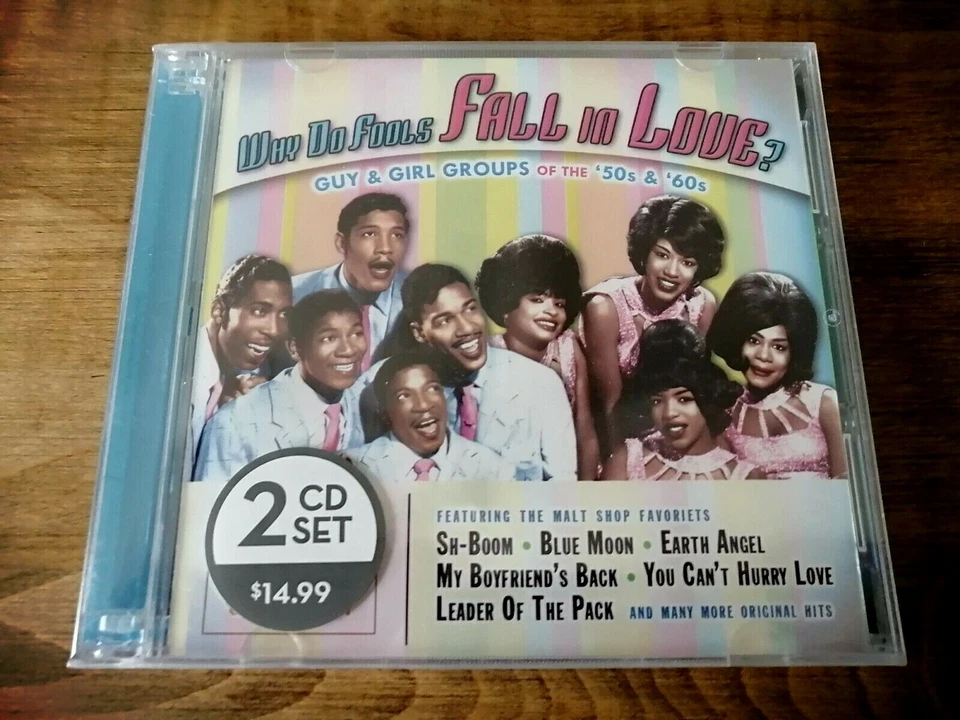 Why Do Fools Fall in Love?
GUY & GIRL GROUPS OF THE '50s & '60s
2 CD
SET
$14.99
FEATURING THE MALT SHOP FAVORIETS
SH-BOOM • BLUE MOON • EARTH ANGEL
MY BOYFRIEND'S BACK • YOU CAN'T HURRY LOVE
LEADER OF THE PACK AND MANY MORE ORIGINAL HITS